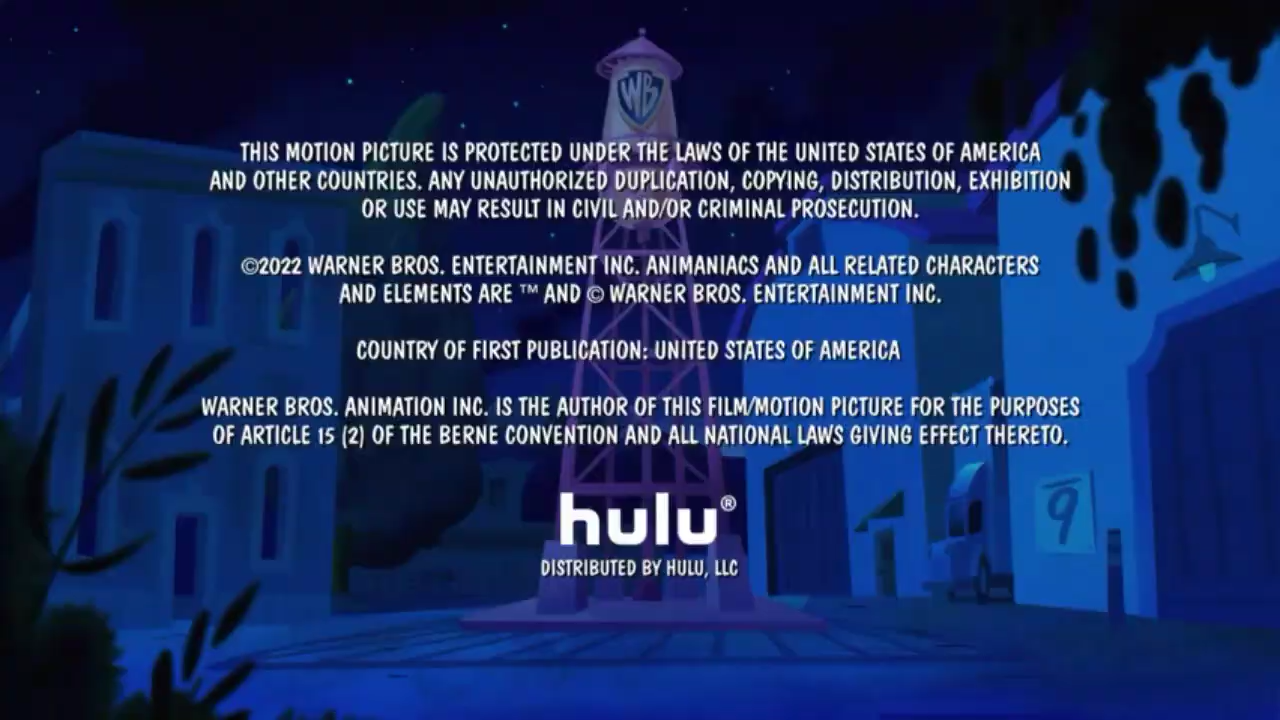 WB
THIS MOTION PICTURE IS PROTECTED UNDER THE LAWS OF THE UNITED STATES OF AMERICA
AND OTHER COUNTRIES. ANY UNAUTHORIZED DUPLICATION, COPYING, DISTRIBUTION, EXHIBITION
OR USE MAY RESULT IN CIVIL AND/OR CRIMINAL PROSECUTION.
©2022 WARNER BROS. ENTERTAINMENT INC. ANIMANIACS AND ALL RELATED CHARACTERS
AND ELEMENTS ARE ™ AND © WARNER BROS. ENTERTAINMENT INC.
COUNTRY OF FIRST PUBLICATION: UNITED STATES OF AMERICA
WARNER BROS. ANIMATION INC. IS THE AUTHOR OF THIS FILM/MOTION PICTURE FOR THE PURPOSES
OF ARTICLE 15 (2) OF THE BERNE CONVENTION AND ALL NATIONAL LAWS GIVING EFFECT THERETO.
9
hulu®
DISTRIBUTED BY HULU, LLC